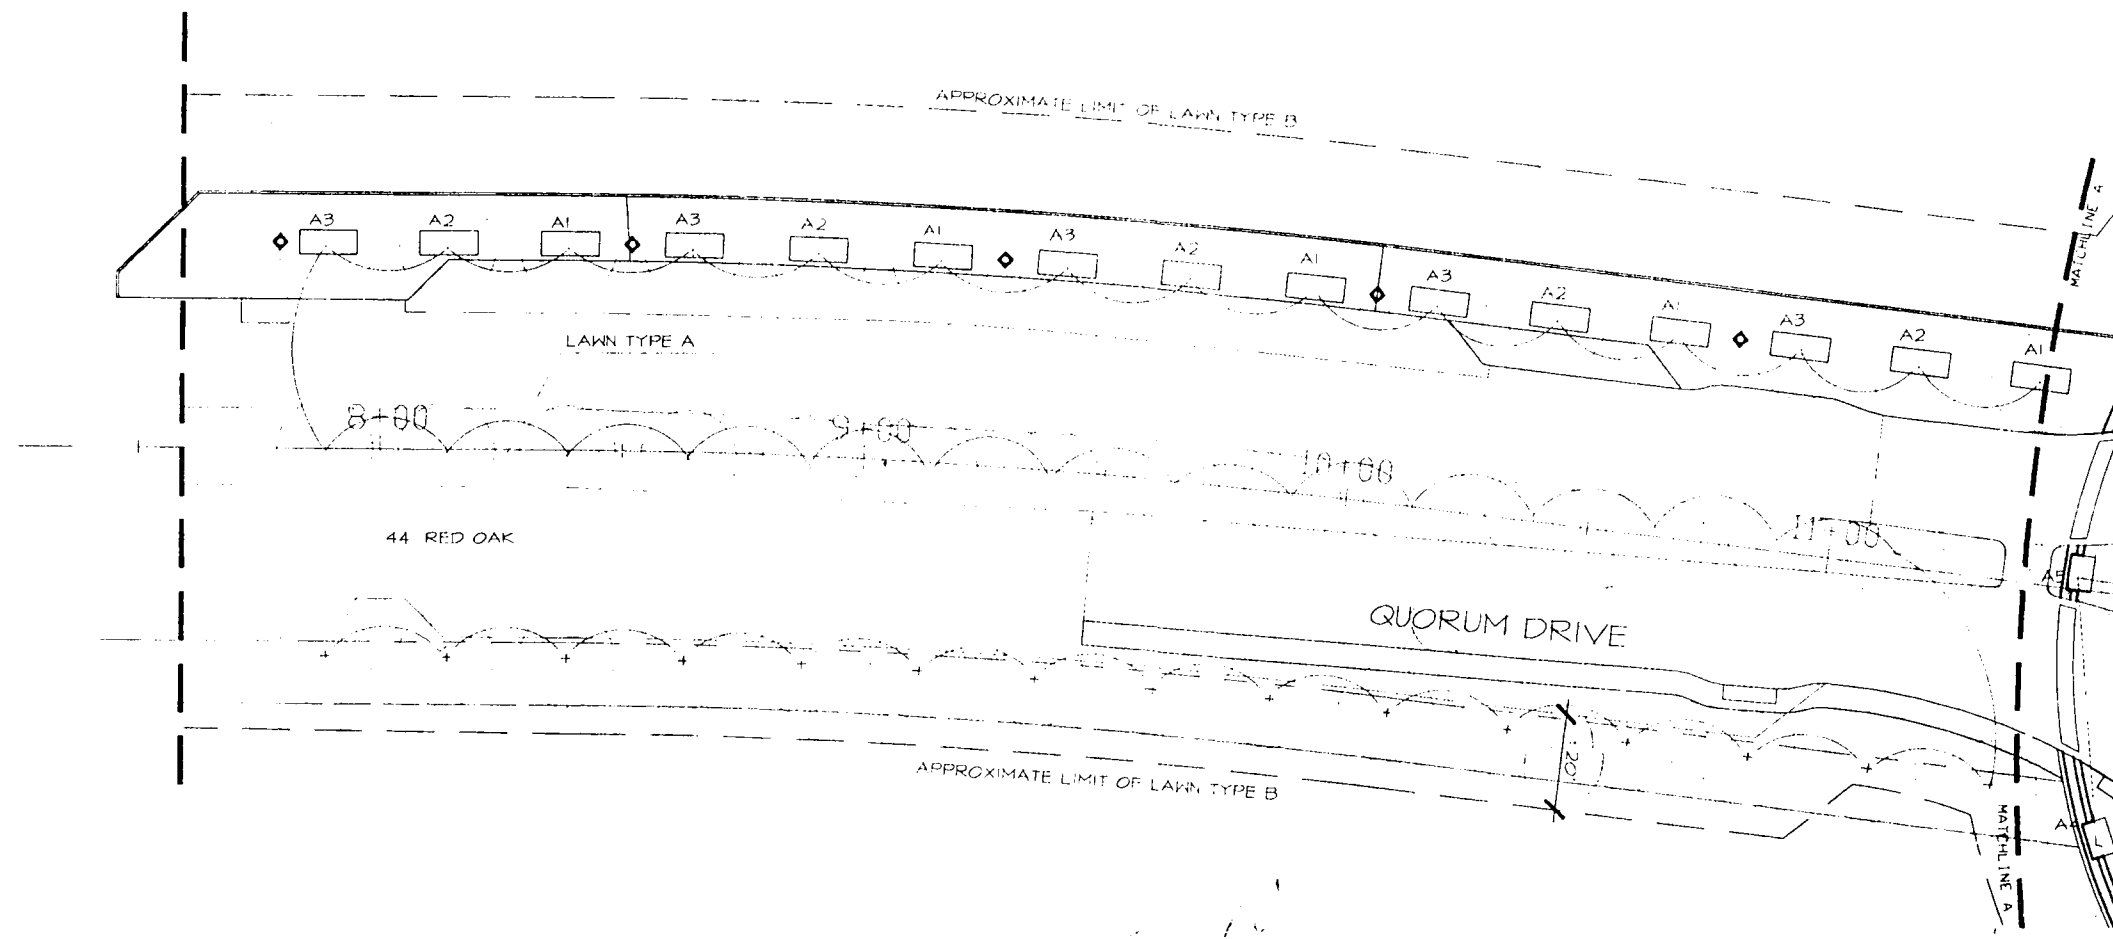 APPROXIMATE LIMIT OF LAWN TYPE B
MATCHLINE A
A3
A2
A1
A3
A2
A1
A3
A2
A1
A3
A2
A1
A3
A2
A1
LAWN TYPE A
8+00
9+00
10+00
11+00
44 RED OAK
A5
QUORUM DRIVE
20'
APPROXIMATE LIMIT OF LAWN TYPE B
MATCHLINE A
A4